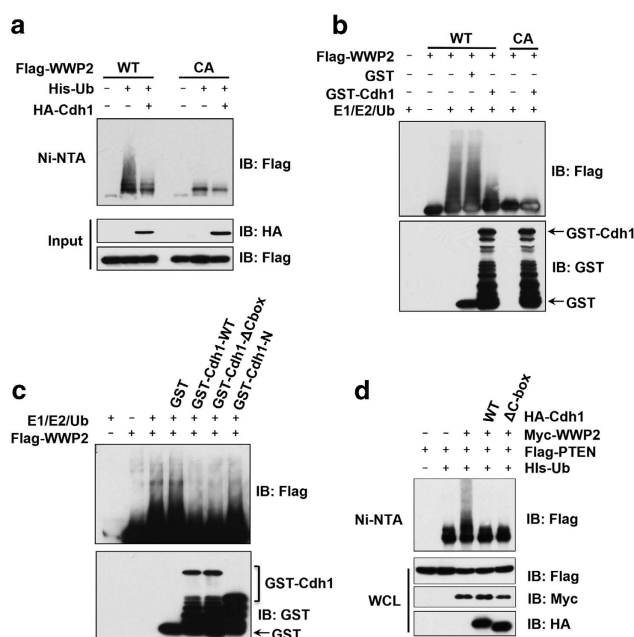 a
Flag-WWP2 WT CA
His-Ub - + + - + +
HA-Cdh1 - - + - - +
Ni-NTA IB: Flag
Input IB: HA
IB: Flag
b
WT CA
Flag-WWP2 - + + + + + +
GST + 
GST-Cdh1 + +
E1/E2/Ub + - + + + - +
IB: Flag
←GST-Cdh1
IB: GST
←GST
c
GST
GST-Cdh1-WT
GST-Cdh1-ΔCbox
GST-Cdh1-N
E1/E2/Ub + - + + + + +
Flag-WWP2 - + + + + + +
IB: Flag
GST-Cdh1
IB: GST
←GST
d
WT
ΔC-box
HA-Cdh1
- - + + + Myc-WWP2
+ + + + + Flag-PTEN
- + + + + HIs-Ub
Ni-NTA IB: Flag
WCL IB: Flag
IB: Myc
IB: HA